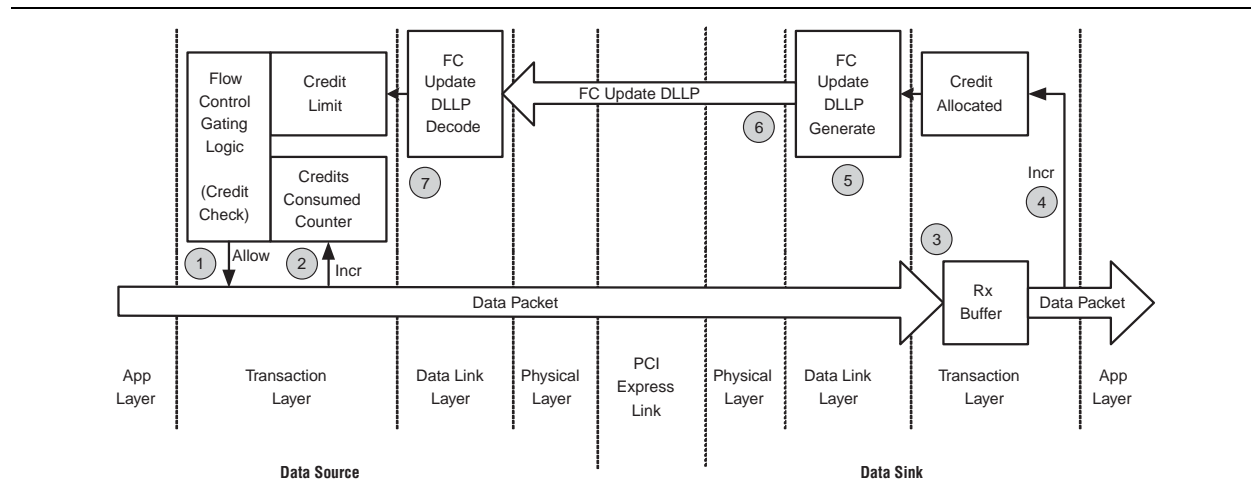 Flow
Control
Gating
Logic
(Credit
Check)
Credit
Limit
Credits
Consumed
Counter
FC
Update
DLLP
Decode
FC Update DLLP
FC
Update
DLLP
Generate
Credit
Allocated
6
7
5
Incr
4
3
1
Allow
2
Incr
Data Packet
Rx
Buffer
Data Packet
App
Layer
Transaction
Layer
Data Link
Layer
Physical
Layer
PCI
Express
Link
Physical
Layer
Data Link
Layer
Transaction
Layer
App
Layer
Data Source
Data Sink